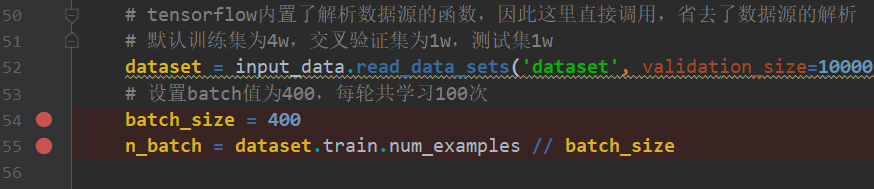 50 # tensorflow内置了解析数据源的函数，因此这里直接调用，省去了数据源的解析
51 # 默认训练集为4w，交叉验证集为1w，测试集1w
52 dataset = input_data.read_data_sets('dataset', validation_size=10000
53 # 设置batch值为400，每轮共学习100次
54 batch_size = 400
55 n_batch = dataset.train.num_examples // batch_size
56